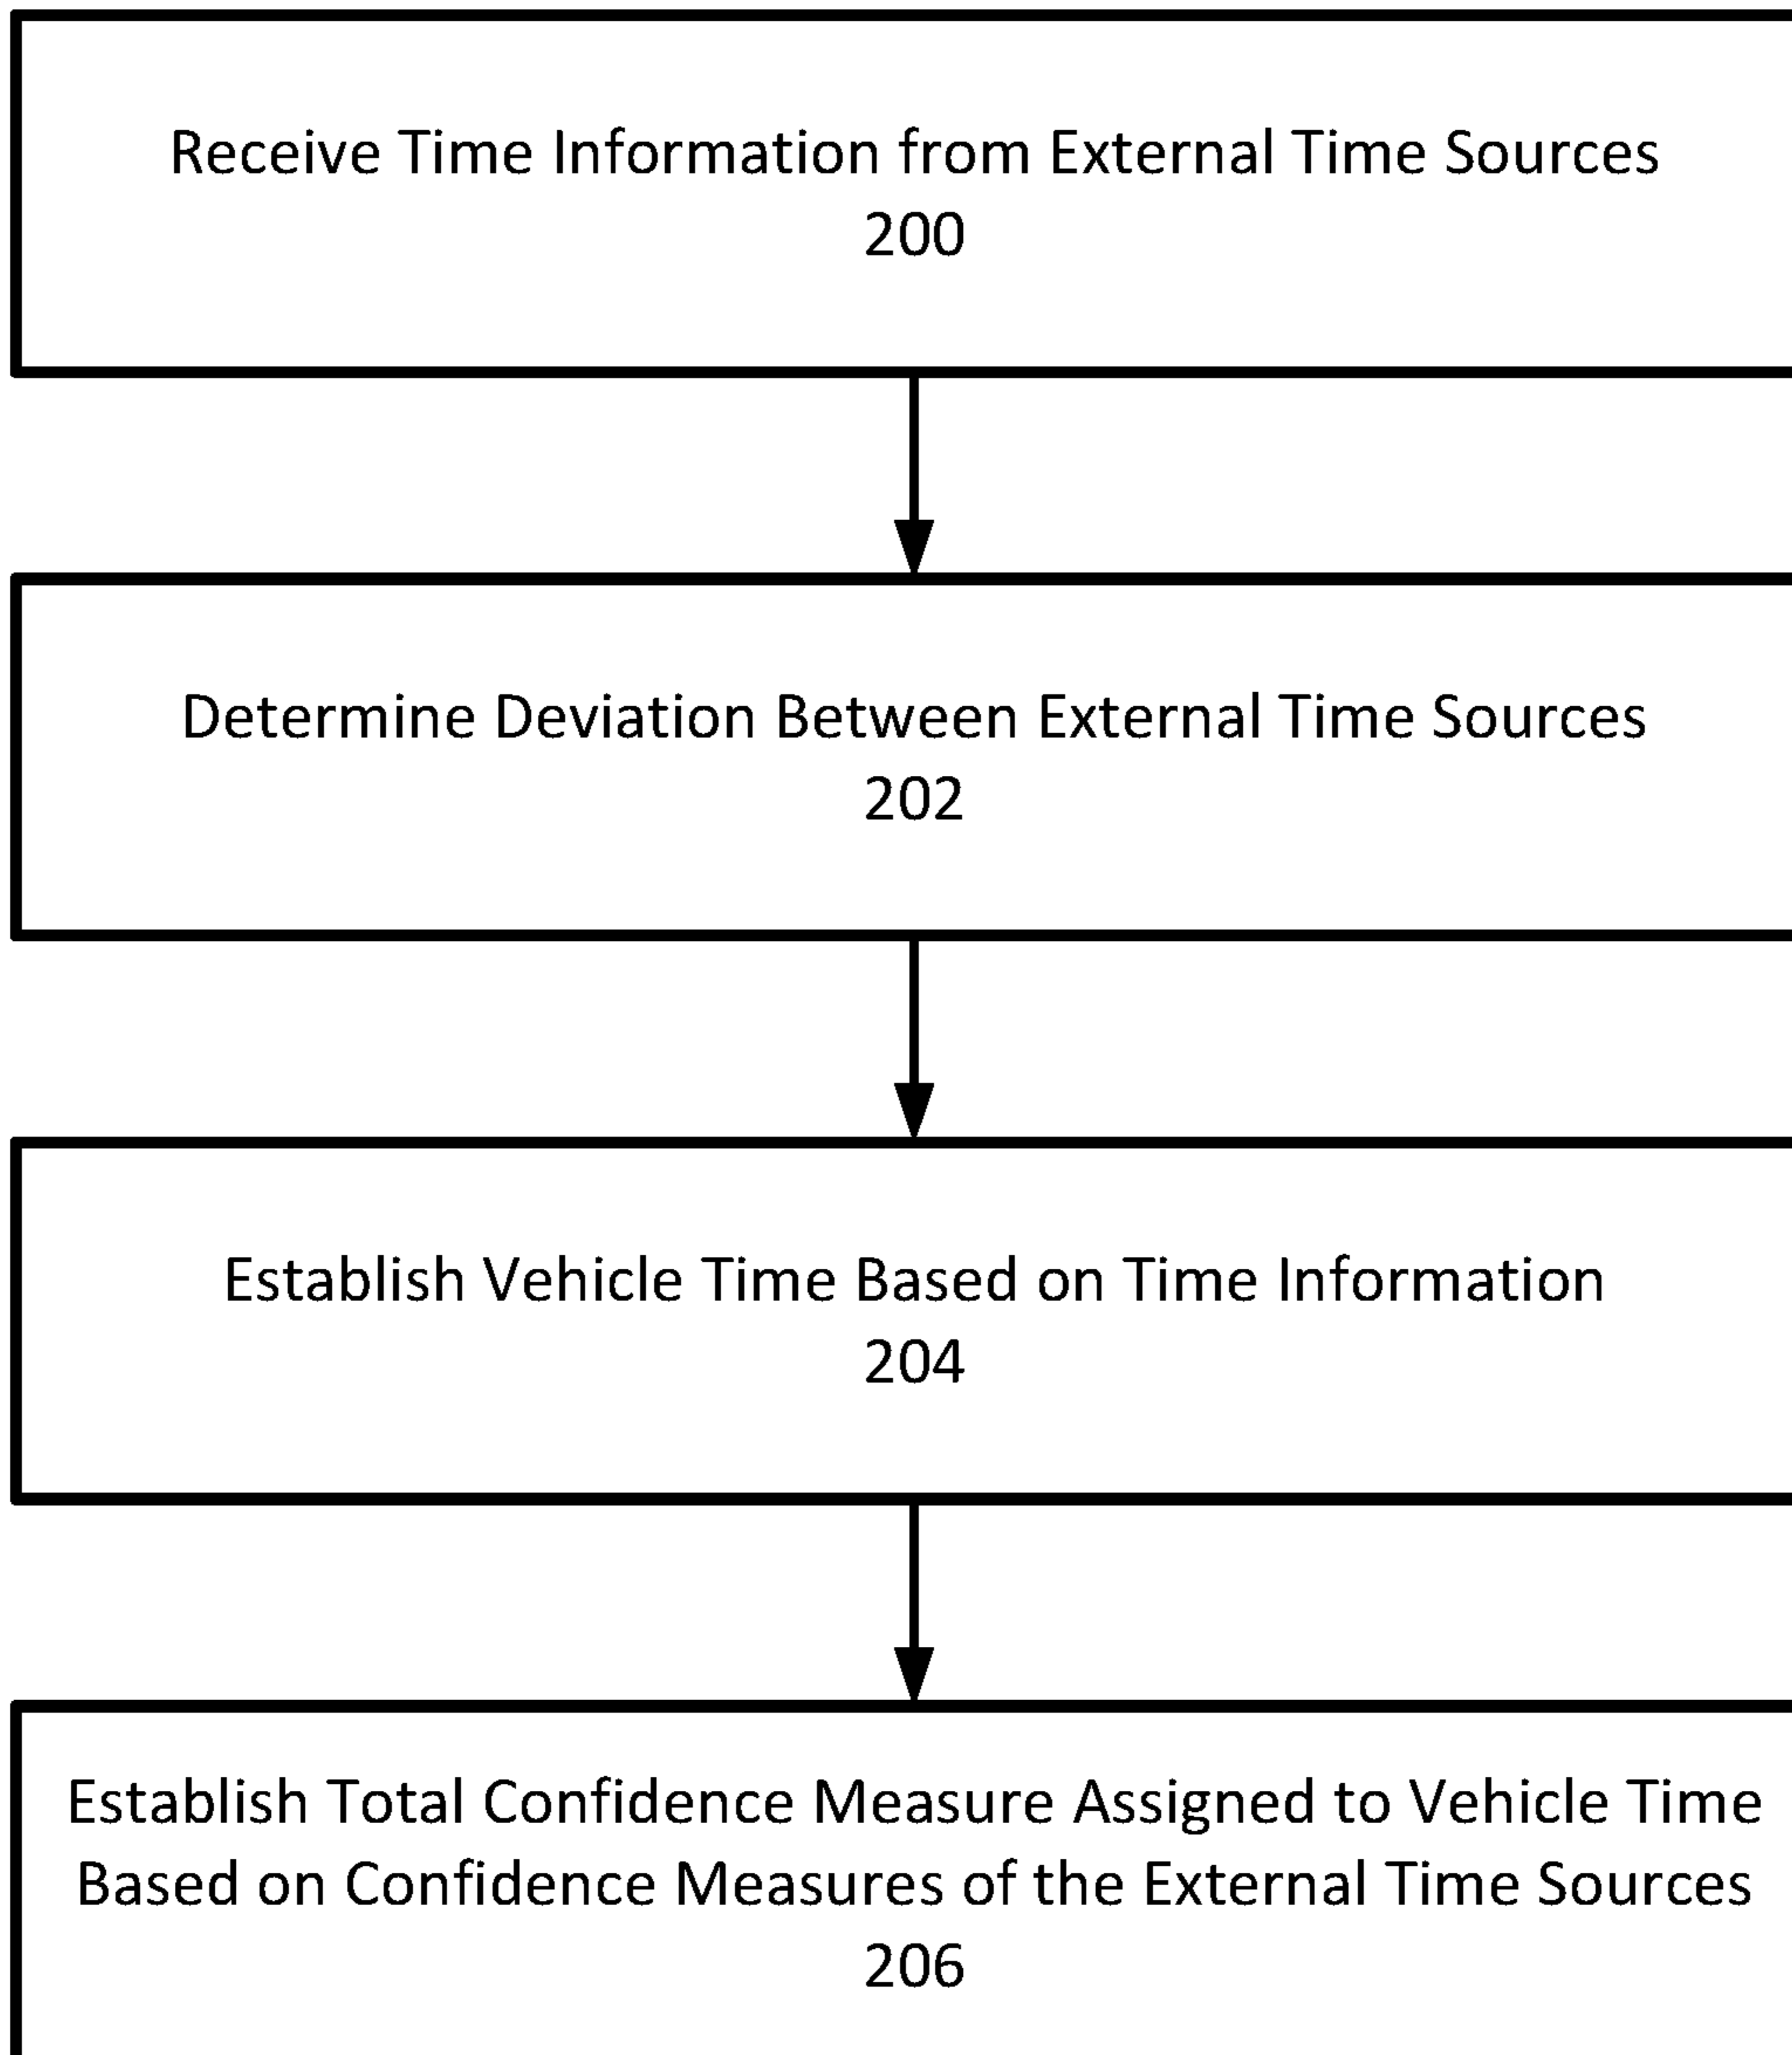 Receive Time Information from External Time Sources
200
Determine Deviation Between External Time Sources
202
Establish Vehicle Time Based on Time Information
204
Establish Total Confidence Measure Assigned to Vehicle Time
Based on Confidence Measures of the External Time Sources
206